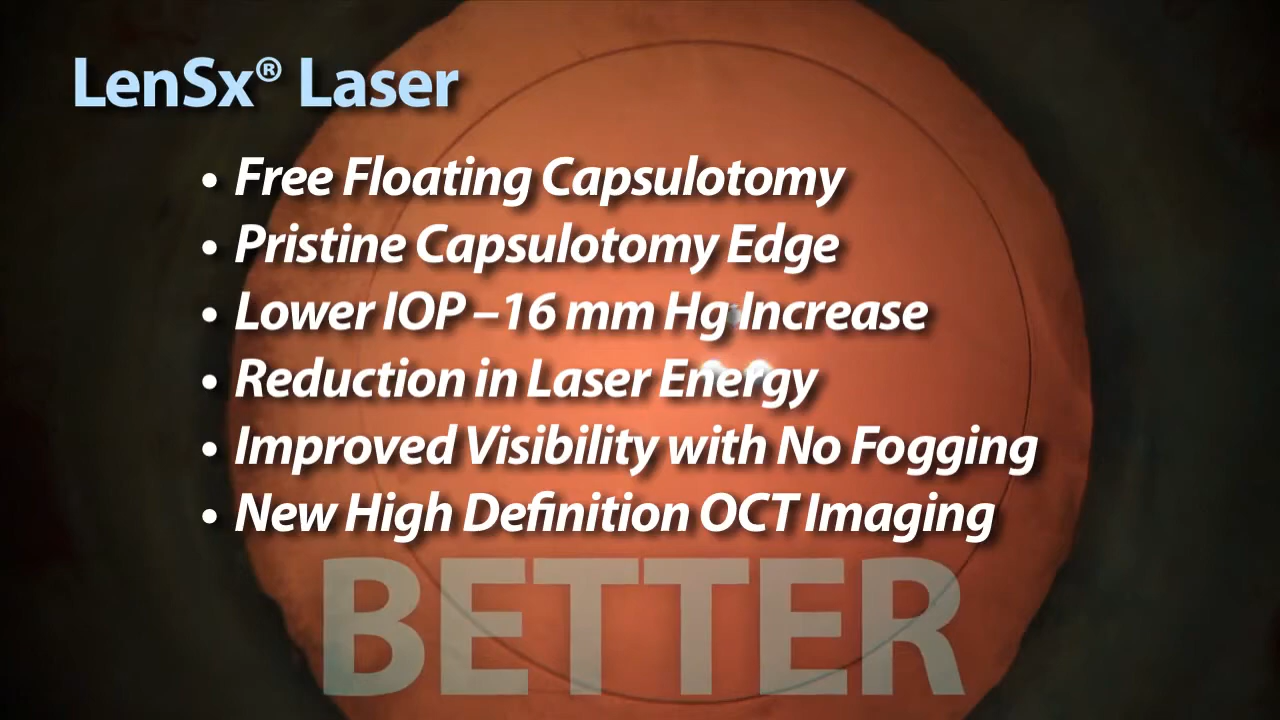 LenSx® Laser
• Free Floating Capsulotomy
• Pristine Capsulotomy Edge
• Lower IOP –16 mm Hg Increase
• Reduction in Laser Energy
• Improved Visibility with No Fogging
• New High Definition OCT Imaging
BETTER